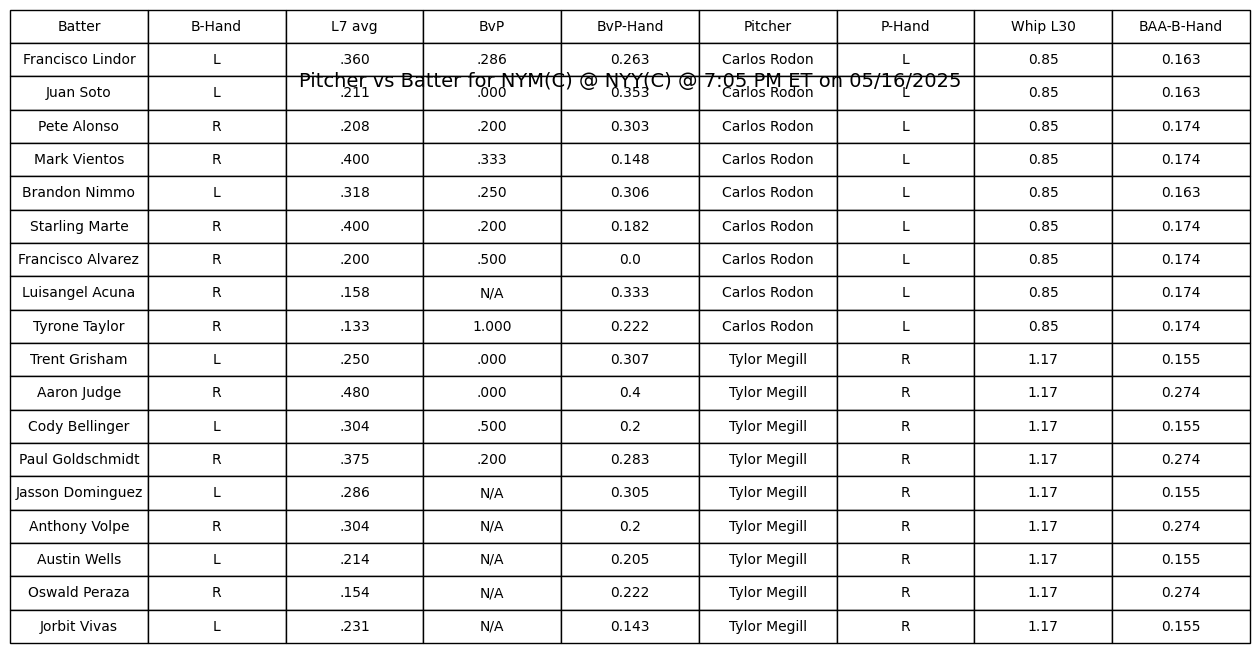 Batter B-Hand L7 avg BvP BvP-Hand Pitcher P-Hand Whip L30 BAA-B-Hand
Francisco Lindor L .360 .286 0.263 Carlos Rodon L 0.85 0.163
Pitcher vs Batter for NYM(C) @ NYY(C) @ 7:05 PM ET on 05/16/2025
Juan Soto L .211 .000 0.353 Carlos Rodon L 0.85 0.163
Pete Alonso R .208 .200 0.303 Carlos Rodon L 0.85 0.174
Mark Vientos R .400 .333 0.148 Carlos Rodon L 0.85 0.174
Brandon Nimmo L .318 .250 0.306 Carlos Rodon L 0.85 0.163
Starling Marte R .400 .200 0.182 Carlos Rodon L 0.85 0.174
Francisco Alvarez R .200 .500 0.0 Carlos Rodon L 0.85 0.174
Luisangel Acuna R .158 N/A 0.333 Carlos Rodon L 0.85 0.174
Tyrone Taylor R .133 1.000 0.222 Carlos Rodon L 0.85 0.174
Trent Grisham L .250 .000 0.307 Tylor Megill R 1.17 0.155
Aaron Judge R .480 .000 0.4 Tylor Megill R 1.17 0.274
Cody Bellinger L .304 .500 0.2 Tylor Megill R 1.17 0.155
Paul Goldschmidt R .375 .200 0.283 Tylor Megill R 1.17 0.274
Jasson Dominguez L .286 N/A 0.305 Tylor Megill R 1.17 0.155
Anthony Volpe R .304 N/A 0.2 Tylor Megill R 1.17 0.274
Austin Wells L .214 N/A 0.205 Tylor Megill R 1.17 0.155
Oswald Peraza R .154 N/A 0.222 Tylor Megill R 1.17 0.274
Jorbit Vivas L .231 N/A 0.143 Tylor Megill R 1.17 0.155